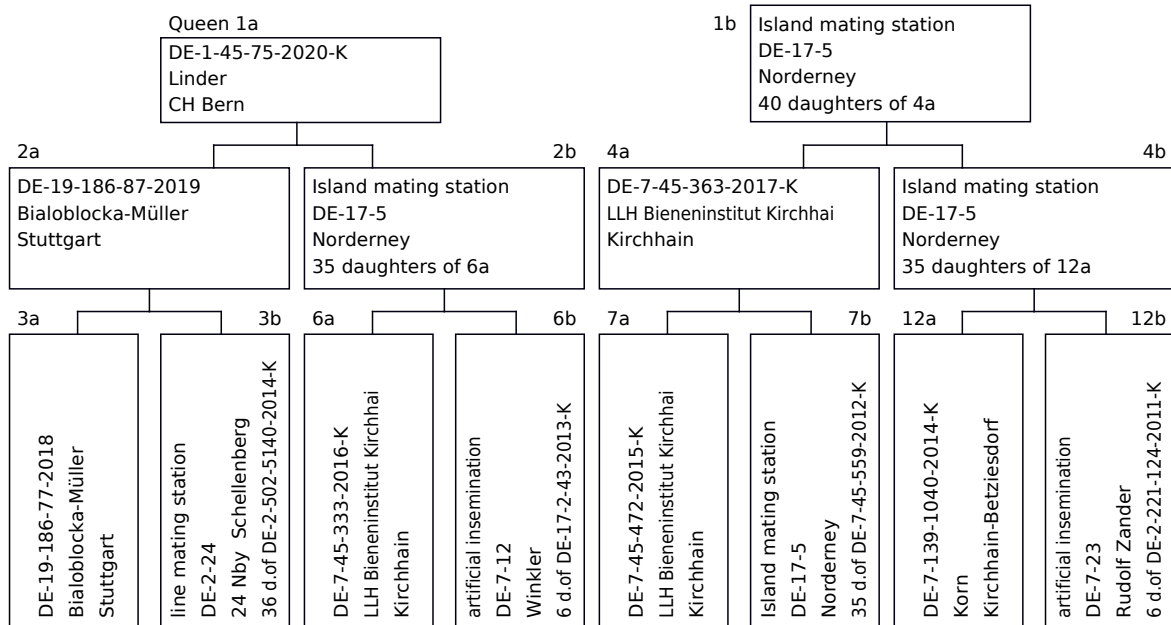 Queen 1a
DE-1-45-75-2020-K
Linder
CH Bern
1b
Island mating station
DE-17-5
Norderney
40 daughters of 4a
2a
DE-19-186-87-2019
Bialoblocka-Müller
Stuttgart
2b
Island mating station
DE-17-5
Norderney
35 daughters of 6a
4a
DE-7-45-363-2017-K
LLH Bieneninstitut Kirchhai
Kirchhain
4b
Island mating station
DE-17-5
Norderney
35 daughters of 12a
3a
DE-19-186-77-2018
Bialoblocka-Müller
Stuttgart
3b
line mating station
DE-2-24
24 Nby  Schellenberg
36 d.of DE-2-502-5140-2014-K
6a
DE-7-45-333-2016-K
LLH Bieneninstitut Kirchhai
Kirchhain
6b
artificial insemination
DE-7-12
Winkler
6 d.of DE-17-2-43-2013-K
7a
DE-7-45-472-2015-K
LLH Bieneninstitut Kirchhai
Kirchhain
7b
Island mating station
DE-17-5
Norderney
35 d.of DE-7-45-559-2012-K
12a
DE-7-139-1040-2014-K
Korn
Kirchhain-Betziesdorf
12b
artificial insemination
DE-7-23
Rudolf Zander
6 d.of DE-2-221-124-2011-K